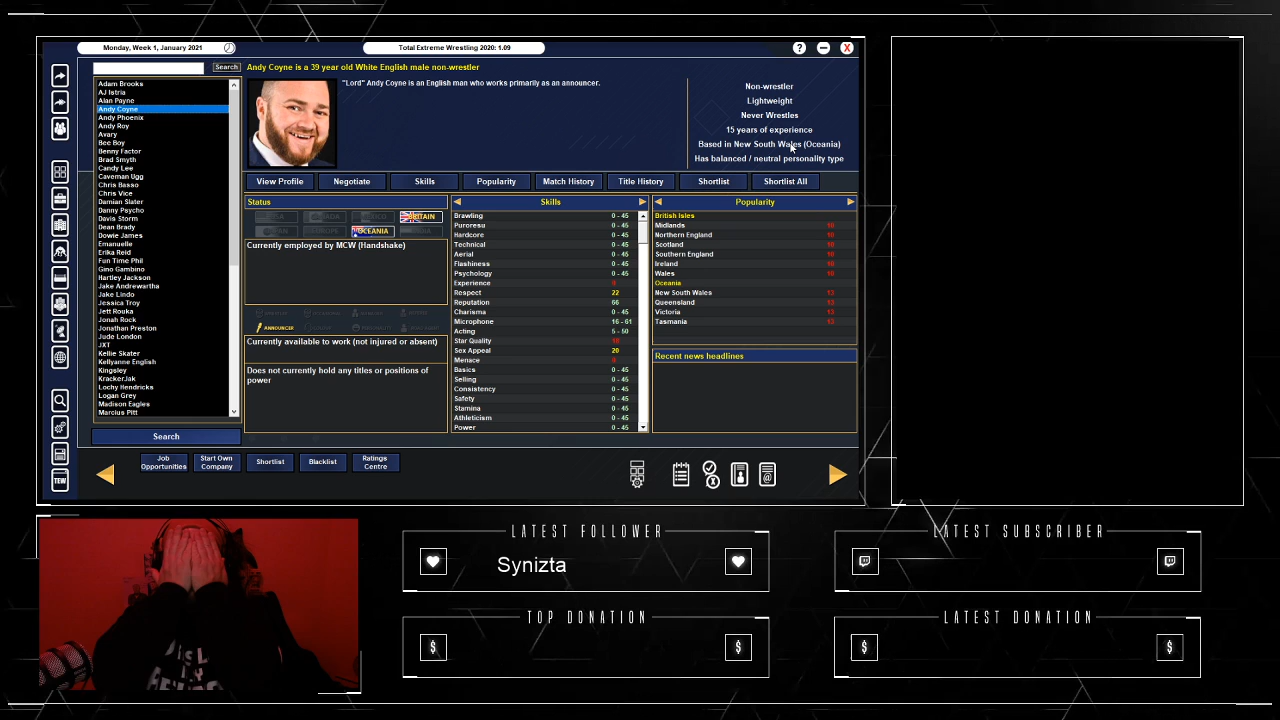 Monday, Week 1, January 2021
Total Extreme Wrestling 2020: 1.09
?
X
Search
Andy Coyne is a 39 year old White English male non-wrestler
Adam Brooks
AJ Istria
Alan Payne
Andy Coyne
Andy Phoenix
Andy Roy
Avary
Bee Boy
Benny Factor
Brad Smyth
Candy Lee
Caveman Ugg
Chris Basso
Chris Vice
Damian Slater
Danny Psycho
Davis Storm
Dean Brady
Dowie James
Emanuelle
Erika Reid
Fun Time Phil
Gino Gambino
Hartley Jackson
Jake Andrewartha
Jake Lindo
Jessica Troy
Jett Rouka
Jonah Rock
Jonathan Preston
Jude London
JXT
Kellie Skater
Kellyanne English
Kingsley
KrackerJak
Lochy Hendricks
Logan Grey
Madison Eagles
Marcius Pitt
Search
"Lord" Andy Coyne is an English man who works primarily as an announcer.
Non-wrestler
Lightweight
Never Wrestles
15 years of experience
Based in New South Wales (Oceania)
Has balanced / neutral personality type
View Profile
Negotiate
Skills
Popularity
Match History
Title History
Shortlist
Shortlist All
Status
BRITAIN
OCEANIA
Currently employed by MCW (Handshake)
ANNOUNCER
Currently available to work (not injured or absent)
Does not currently hold any titles or positions of
power
Skills
Brawling 0 - 45
Puroresu 0 - 45
Hardcore 0 - 45
Technical 0 - 45
Aerial 0 - 45
Flashiness 0 - 45
Psychology 0 - 45
Experience
Respect 22
Reputation 66
Charisma 0 - 45
Microphone 16 - 61
Acting 5 - 50
Star Quality
Sex Appeal 20
Menace
Basics 0 - 45
Selling 0 - 45
Consistency 0 - 45
Safety 0 - 45
Stamina 0 - 45
Athleticism 0 - 45
Power 0 - 45
Popularity
British Isles
Midlands 10
Northern England 10
Scotland 10
Southern England 10
Ireland 10
Wales 10
Oceania
New South Wales 13
Queensland 13
Victoria 13
Tasmania 13
Recent news headlines
Job
Opportunities
Start Own
Company
Shortlist
Blacklist
Ratings
Centre
TEW
LATEST FOLLOWER
Synizta
LATEST SUBSCRIBER
TOP DONATION
$
$
LATEST DONATION
$
$